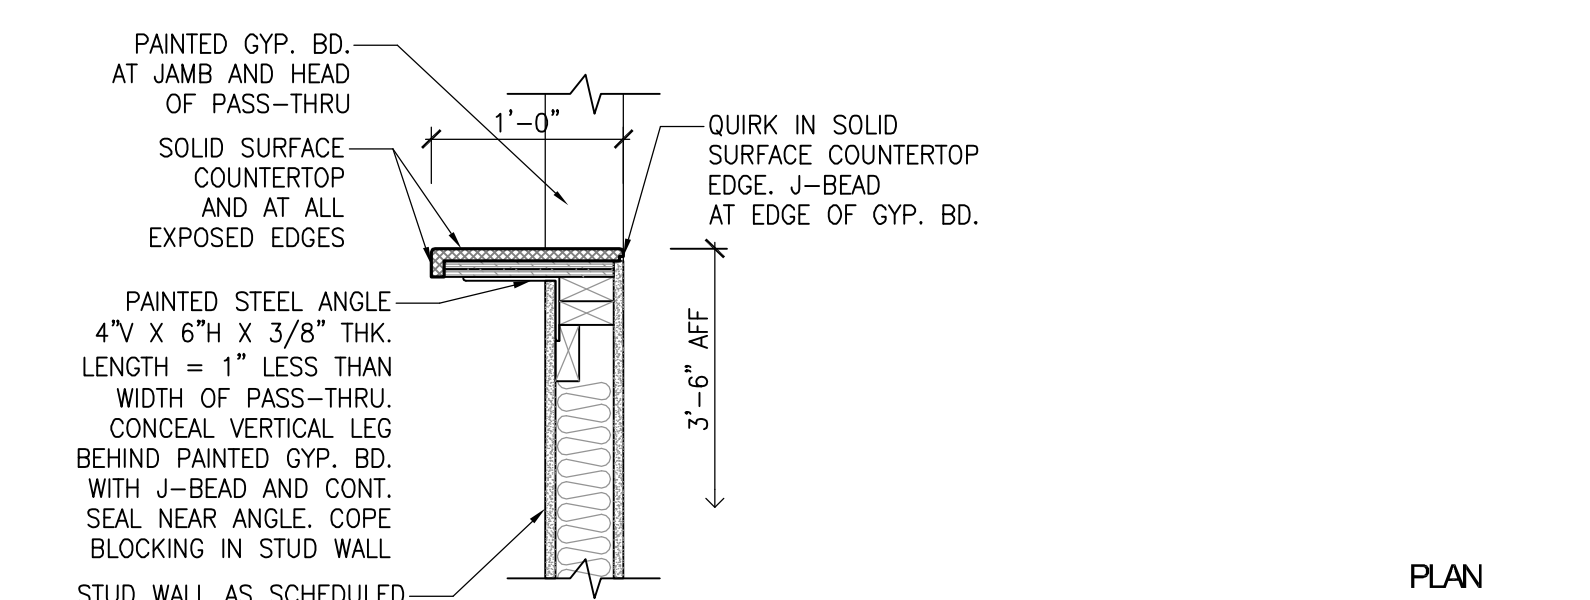 PAINTED GYP. BD.
AT JAMB AND HEAD
OF PASS-THRU
1'-0"
QUIRK IN SOLID
SURFACE COUNTERTOP
EDGE. J-BEAD
AT EDGE OF GYP. BD.
SOLID SURFACE
COUNTERTOP
AND AT ALL
EXPOSED EDGES
PAINTED STEEL ANGLE
4"V X 6"H X 3/8" THK.
LENGTH = 1" LESS THAN
WIDTH OF PASS-THRU.
CONCEAL VERTICAL LEG
BEHIND PAINTED GYP. BD.
WITH J-BEAD AND CONT.
SEAL NEAR ANGLE. COPE
BLOCKING IN STUD WALL
3'-6" AFF
STUD WALL AS SCHEDULED
PLAN